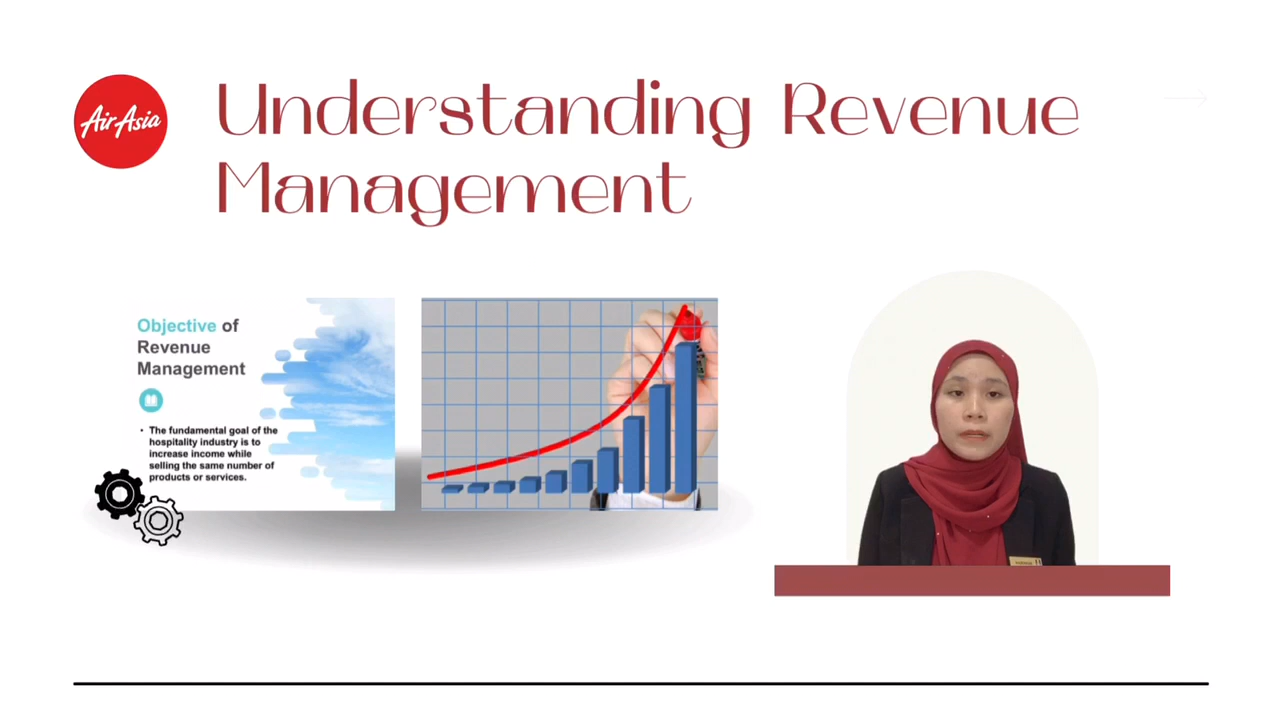 AirAsia
Understanding Revenue
Management
Objective of
Revenue
Management
• The fundamental goal of the
hospitality industry is to
increase income while
selling the same number of
products or services.